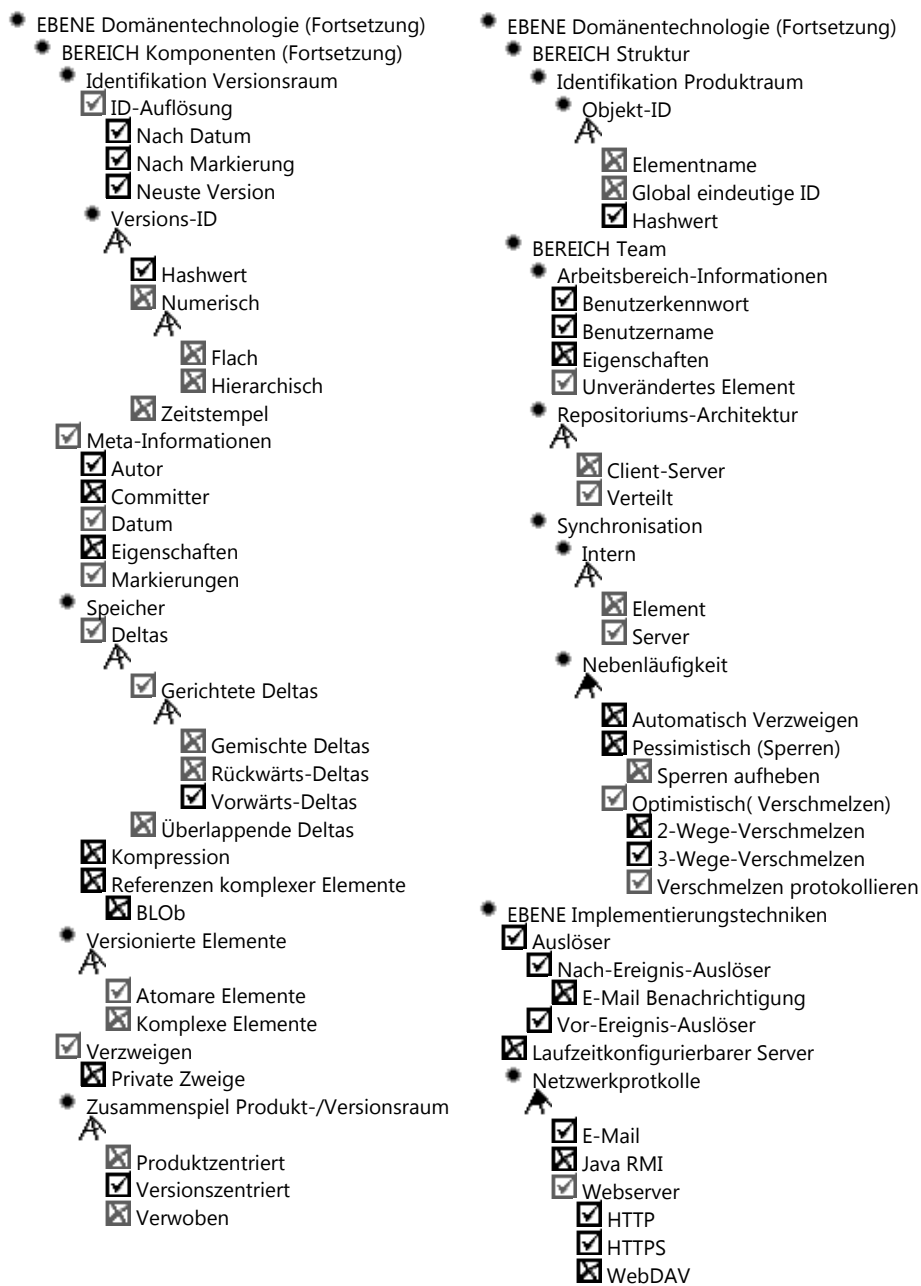 EBENE Domänentechnologie (Fortsetzung)
BEREICH Komponenten (Fortsetzung)
Identifikation Versionsraum
ID-Auflösung
Nach Datum
Nach Markierung
Neuste Version
Versions-ID
Hashwert
Numerisch
Flach
Hierarchisch
Zeitstempel
Meta-Informationen
Autor
Committer
Datum
Eigenschaften
Markierungen
Speicher
Deltas
Gerichtete Deltas
Gemischte Deltas
Rückwärts-Deltas
Vorwärts-Deltas
Überlappende Deltas
Kompression
Referenzen komplexer Elemente
BLOb
Versionierte Elemente
Atomare Elemente
Komplexe Elemente
Verzweigen
Private Zweige
Zusammenspiel Produkt-/Versionsraum
Produktzentriert
Versionszentriert
Verwoben
EBENE Domänentechnologie (Fortsetzung)
BEREICH Struktur
Identifikation Produktraum
Objekt-ID
Elementname
Global eindeutige ID
Hashwert
BEREICH Team
Arbeitsbereich-Informationen
Benutzerkennwort
Benutzername
Eigenschaften
Unverändertes Element
Repositoriums-Architektur
Client-Server
Verteilt
Synchronisation
Intern
Element
Server
Nebenläufigkeit
Automatisch Verzweigen
Pessimistisch (Sperren)
Sperren aufheben
Optimistisch( Verschmelzen)
2-Wege-Verschmelzen
3-Wege-Verschmelzen
Verschmelzen protokollieren
EBENE Implementierungstechniken
Auslöser
Nach-Ereignis-Auslöser
E-Mail Benachrichtigung
Vor-Ereignis-Auslöser
Laufzeitkonfigurierbarer Server
Netzwerkprotkolle
E-Mail
Java RMI
Webserver
HTTP
HTTPS
WebDAV